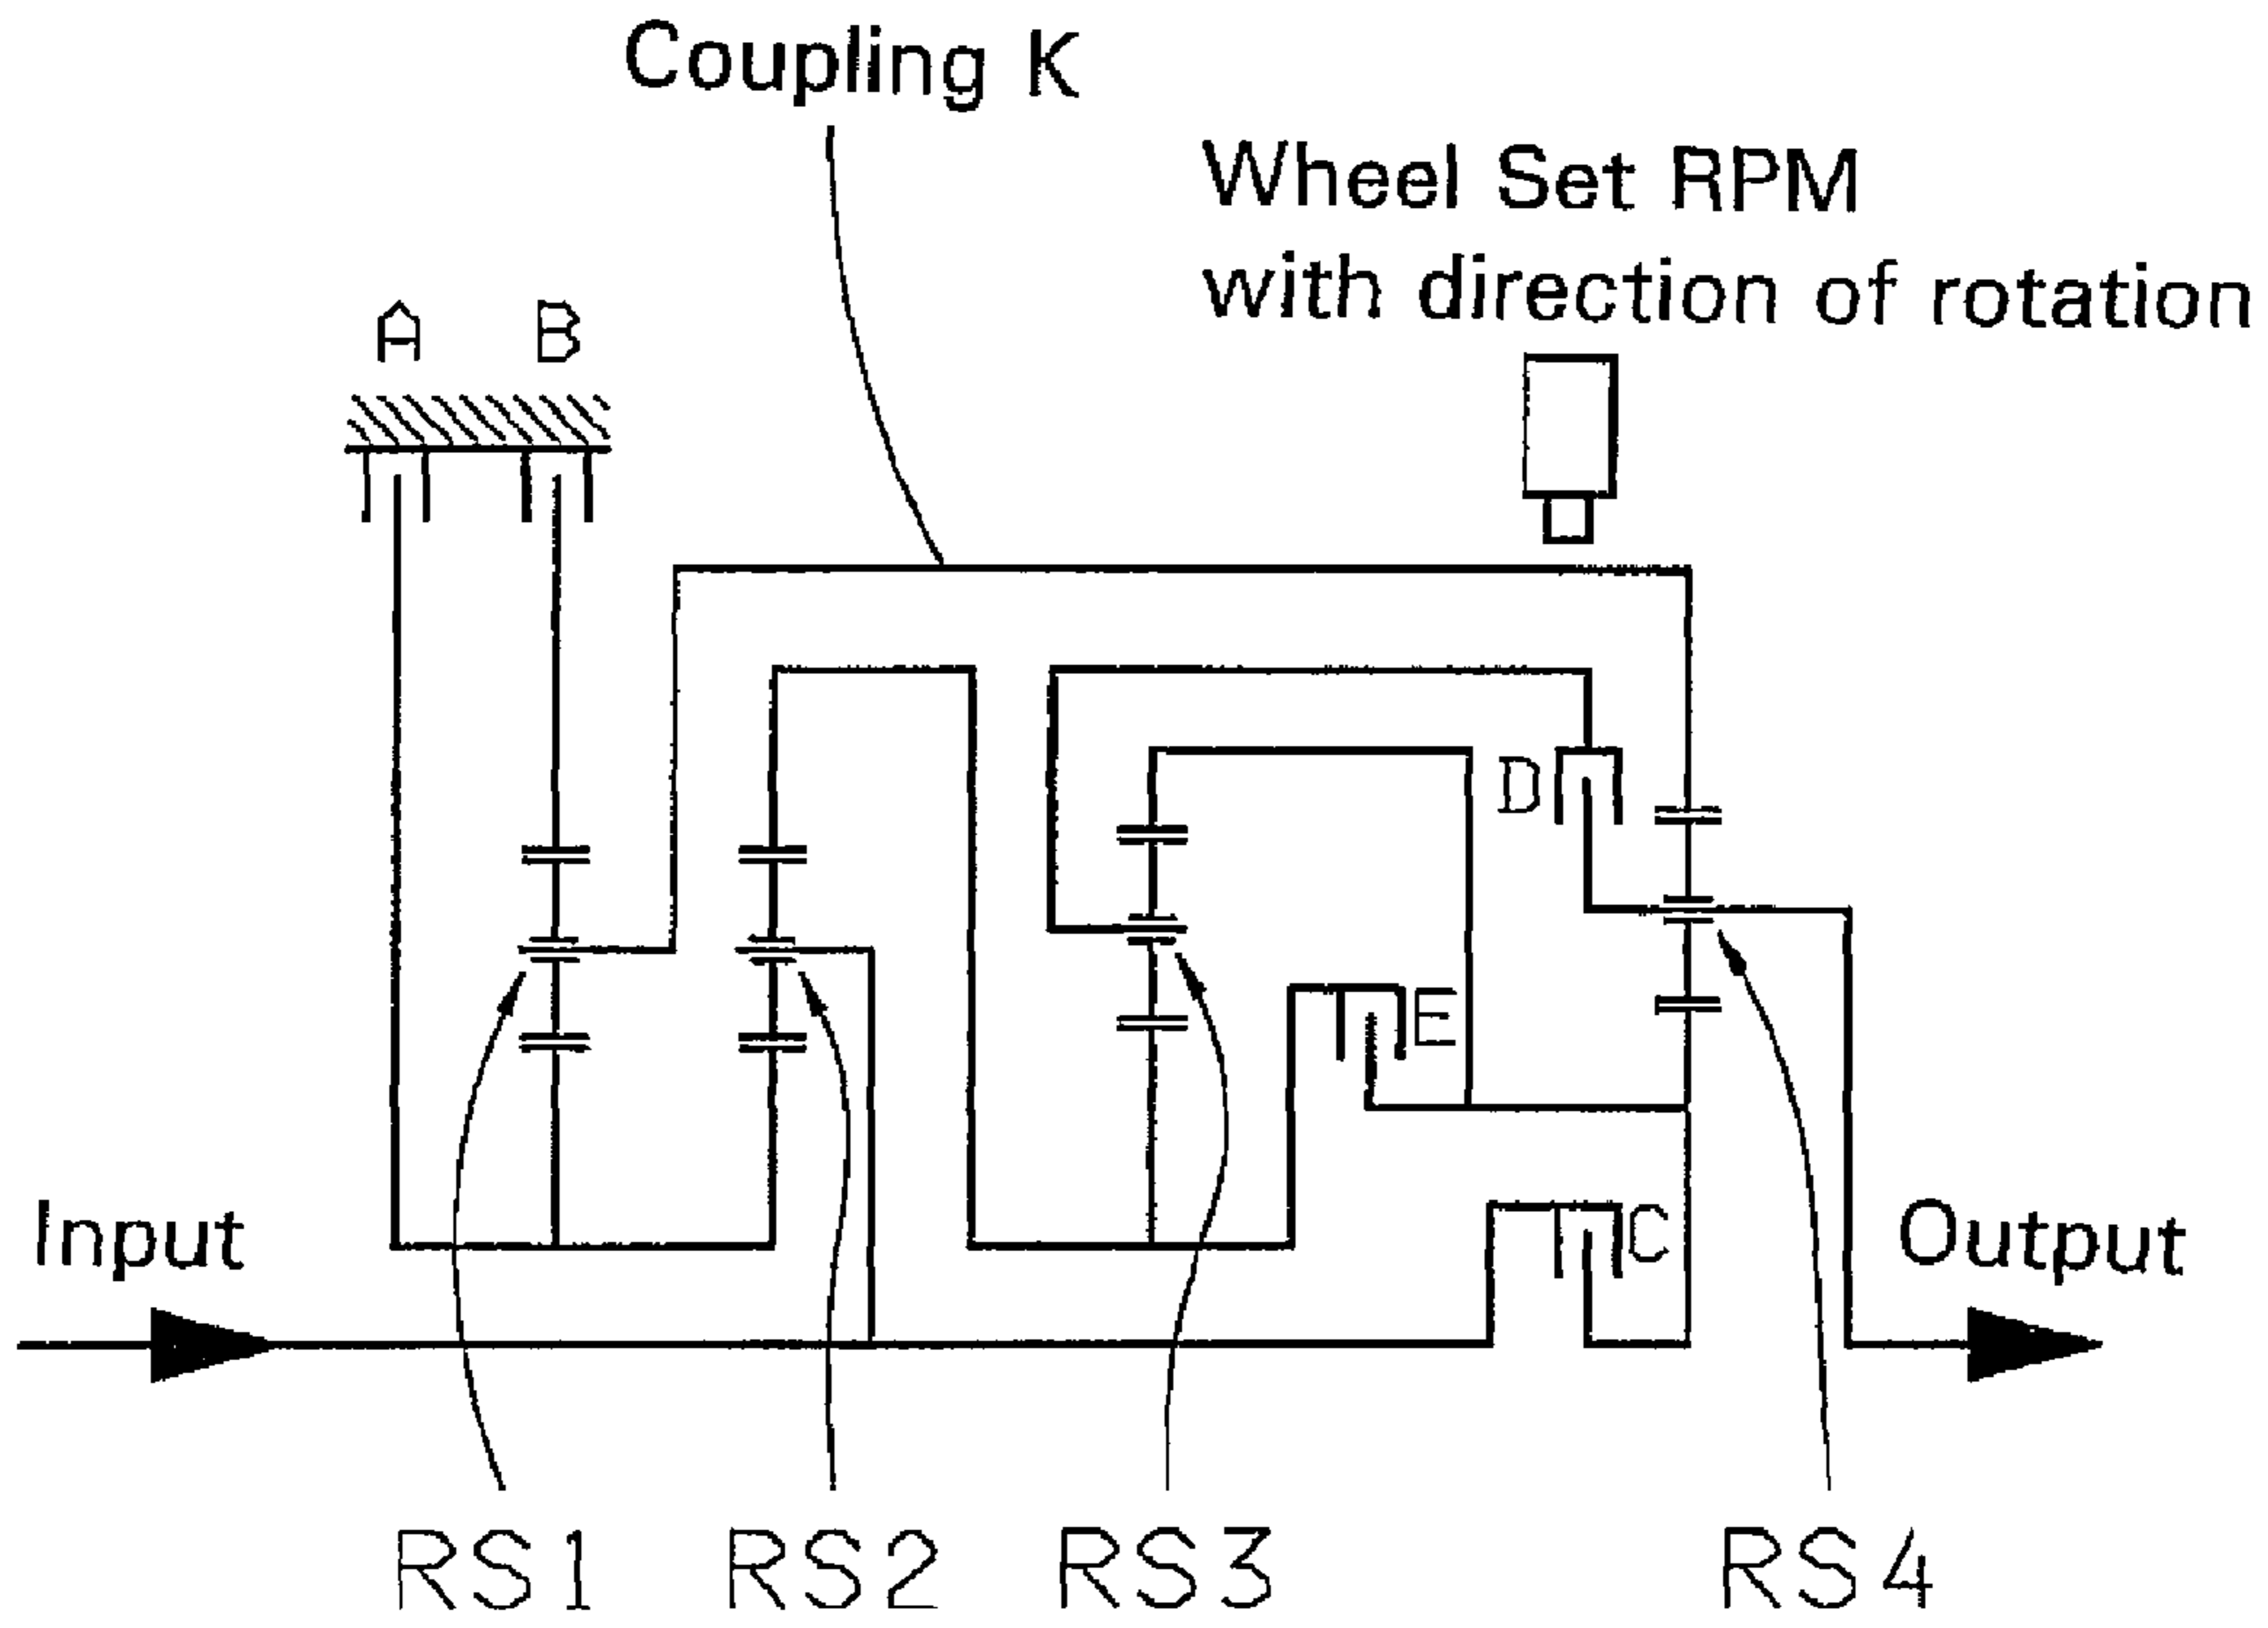 Coupling K
Wheel Set RPM
with direction of rotation
A B
D
E
Input
C
Output
RS1 RS2 RS3 RS4